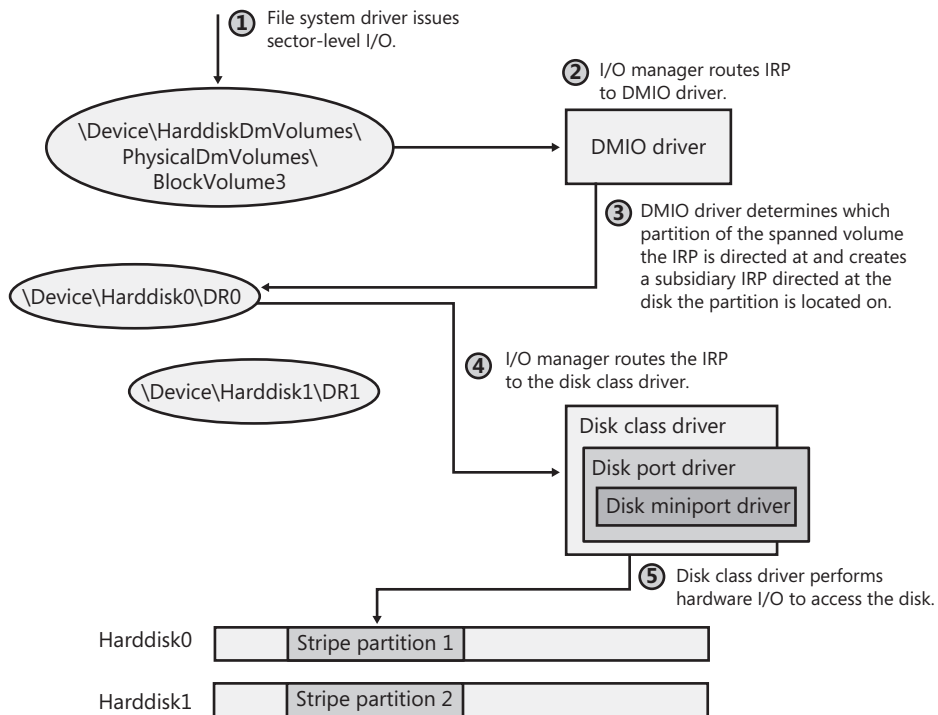 1 File system driver issues
sector-level I/O.
2 I/O manager routes IRP
to DMIO driver.
\Device\HarddiskDmVolumes\
PhysicalDmVolumes\
BlockVolume3
DMIO driver
3 DMIO driver determines which
partition of the spanned volume
the IRP is directed at and creates
a subsidiary IRP directed at the
disk the partition is located on.
\Device\Harddisk0\DR0
4 I/O manager routes the IRP
to the disk class driver.
\Device\Harddisk1\DR1
Disk class driver
Disk port driver
Disk miniport driver
5 Disk class driver performs
hardware I/O to access the disk.
Harddisk0
Stripe partition 1
Harddisk1
Stripe partition 2